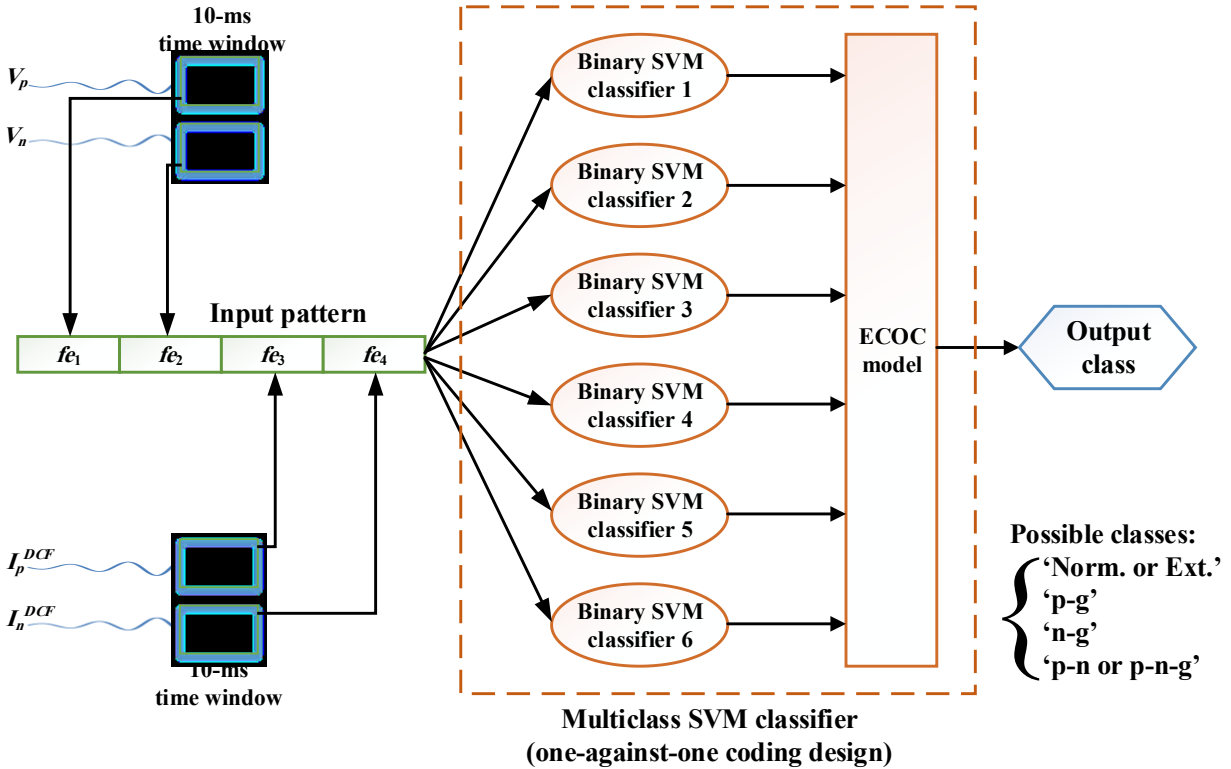 10-ms
time window
Vp
Vn
Input pattern
fe1 fe2 fe3 fe4
Ip^DCF
In^DCF
10-ms
time window
Binary SVM
classifier 1
Binary SVM
classifier 2
Binary SVM
classifier 3
Binary SVM
classifier 4
Binary SVM
classifier 5
Binary SVM
classifier 6
ECOC
model
Output
class
Possible classes:
‘Norm. or Ext.’
‘p-g’
‘n-g’
‘p-n or p-n-g’
Multiclass SVM classifier
(one-against-one coding design)